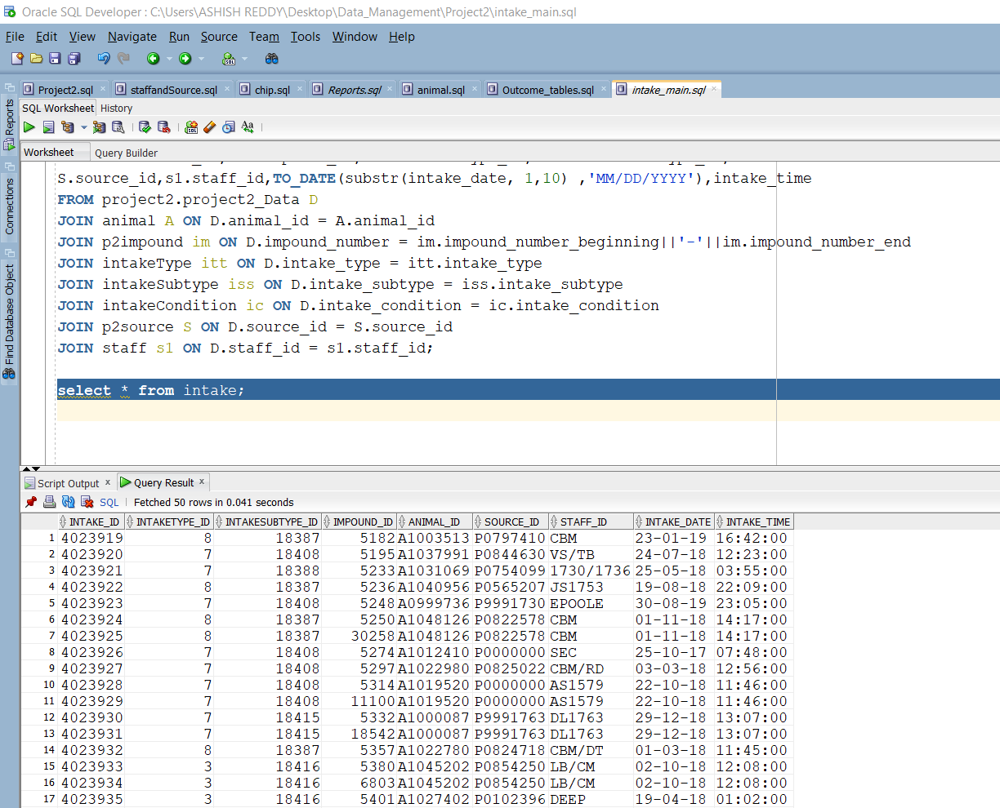 Oracle SQL Developer : C:\Users\ASHISH REDDY\Desktop\Data_Management\Project2\intake_main.sql
File Edit View Navigate Run Source Team Tools Window Help
Project2.sql staffandSource.sql chip.sql Reports.sql animal.sql Outcome_tables.sql intake_main.sql
Reports
Connections
Find Database Object
SQL Worksheet History
Worksheet Query Builder
S.source_id,s1.staff_id,TO_DATE(substr(intake_date, 1,10) ,'MM/DD/YYYY'),intake_time
FROM project2.project2_Data D
JOIN animal A ON D.animal_id = A.animal_id
JOIN p2impound im ON D.impound_number = im.impound_number_beginning||'-'||im.impound_number_end
JOIN intakeType itt ON D.intake_type = itt.intake_type
JOIN intakeSubtype iss ON D.intake_subtype = iss.intake_subtype
JOIN intakeCondition ic ON D.intake_condition = ic.intake_condition
JOIN p2source S ON D.source_id = S.source_id
JOIN staff s1 ON D.staff_id = s1.staff_id;
select * from intake;
Script Output Query Result
SQL Fetched 50 rows in 0.041 seconds
INTAKE_ID INTAKETYPE_ID INTAKESUBTYPE_ID IMPOUND_ID ANIMAL_ID SOURCE_ID STAFF_ID INTAKE_DATE INTAKE_TIME
1 4023919 8 18387 5182 A1003513 P0797410 CBM 23-01-19 16:42:00
2 4023920 7 18408 5195 A1037991 P0844630 VS/TB 24-07-18 12:23:00
3 4023921 7 18388 5233 A1031069 P0754099 1730/1736 25-05-18 03:55:00
4 4023922 8 18387 5236 A1040956 P0565207 JS1753 19-08-18 22:09:00
5 4023923 7 18408 5248 A0999736 P9991730 EPOOLE 30-08-19 23:05:00
6 4023924 8 18387 5250 A1048126 P0822578 CBM 01-11-18 14:17:00
7 4023925 8 18387 30258 A1048126 P0822578 CBM 01-11-18 14:17:00
8 4023926 7 18408 5274 A1012410 P0000000 SEC 25-10-17 07:48:00
9 4023927 7 18408 5297 A1022980 P0825022 CBM/RD 03-03-18 12:56:00
10 4023928 7 18408 5314 A1019520 P0000000 AS1579 22-10-18 11:46:00
11 4023929 7 18408 11100 A1019520 P0000000 AS1579 22-10-18 11:46:00
12 4023930 7 18415 5332 A1000087 P9991763 DL1763 29-12-18 13:07:00
13 4023931 7 18415 18542 A1000087 P9991763 DL1763 29-12-18 13:07:00
14 4023932 8 18387 5357 A1022780 P0824718 CBM/DT 01-03-18 11:45:00
15 4023933 3 18416 5380 A1045202 P0854250 LB/CM 02-10-18 12:08:00
16 4023934 3 18416 6803 A1045202 P0854250 LB/CM 02-10-18 12:08:00
17 4023935 3 18416 5401 A1027402 P0102396 DEEP 19-04-18 01:02:00